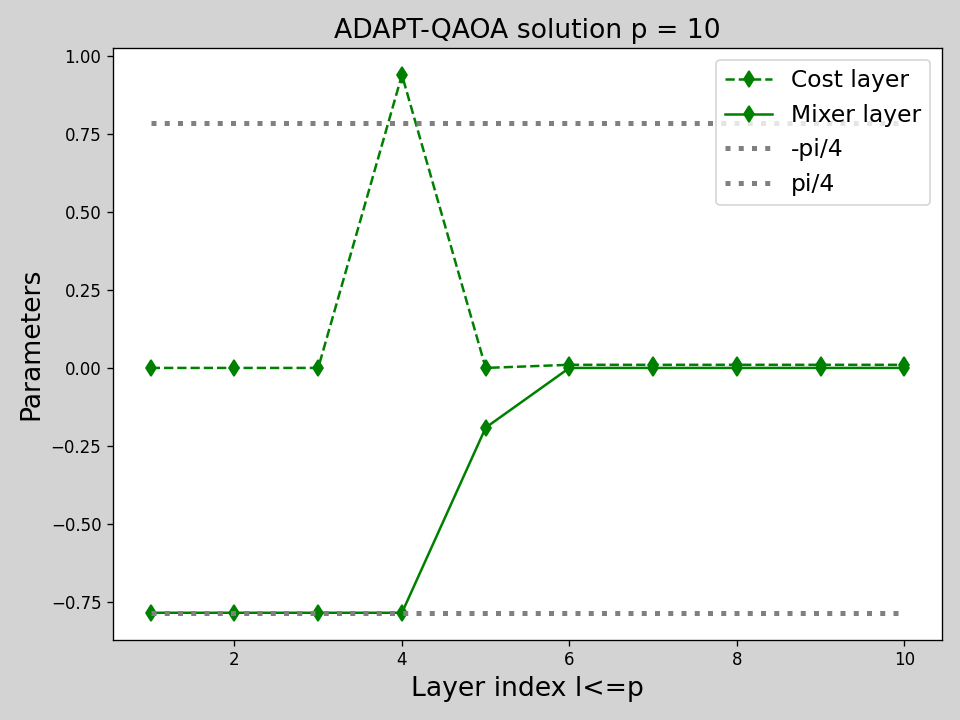 ADAPT-QAOA solution p = 10
1.00
0.75
0.50
0.25
0.00
−0.25
−0.50
−0.75
Parameters
Cost layer
Mixer layer
-pi/4
pi/4
2 4 6 8 10
Layer index l<=p